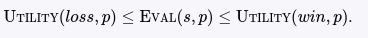 UTILITY(loss, p) ≤ EVAL(s, p) ≤ UTILITY(win, p).